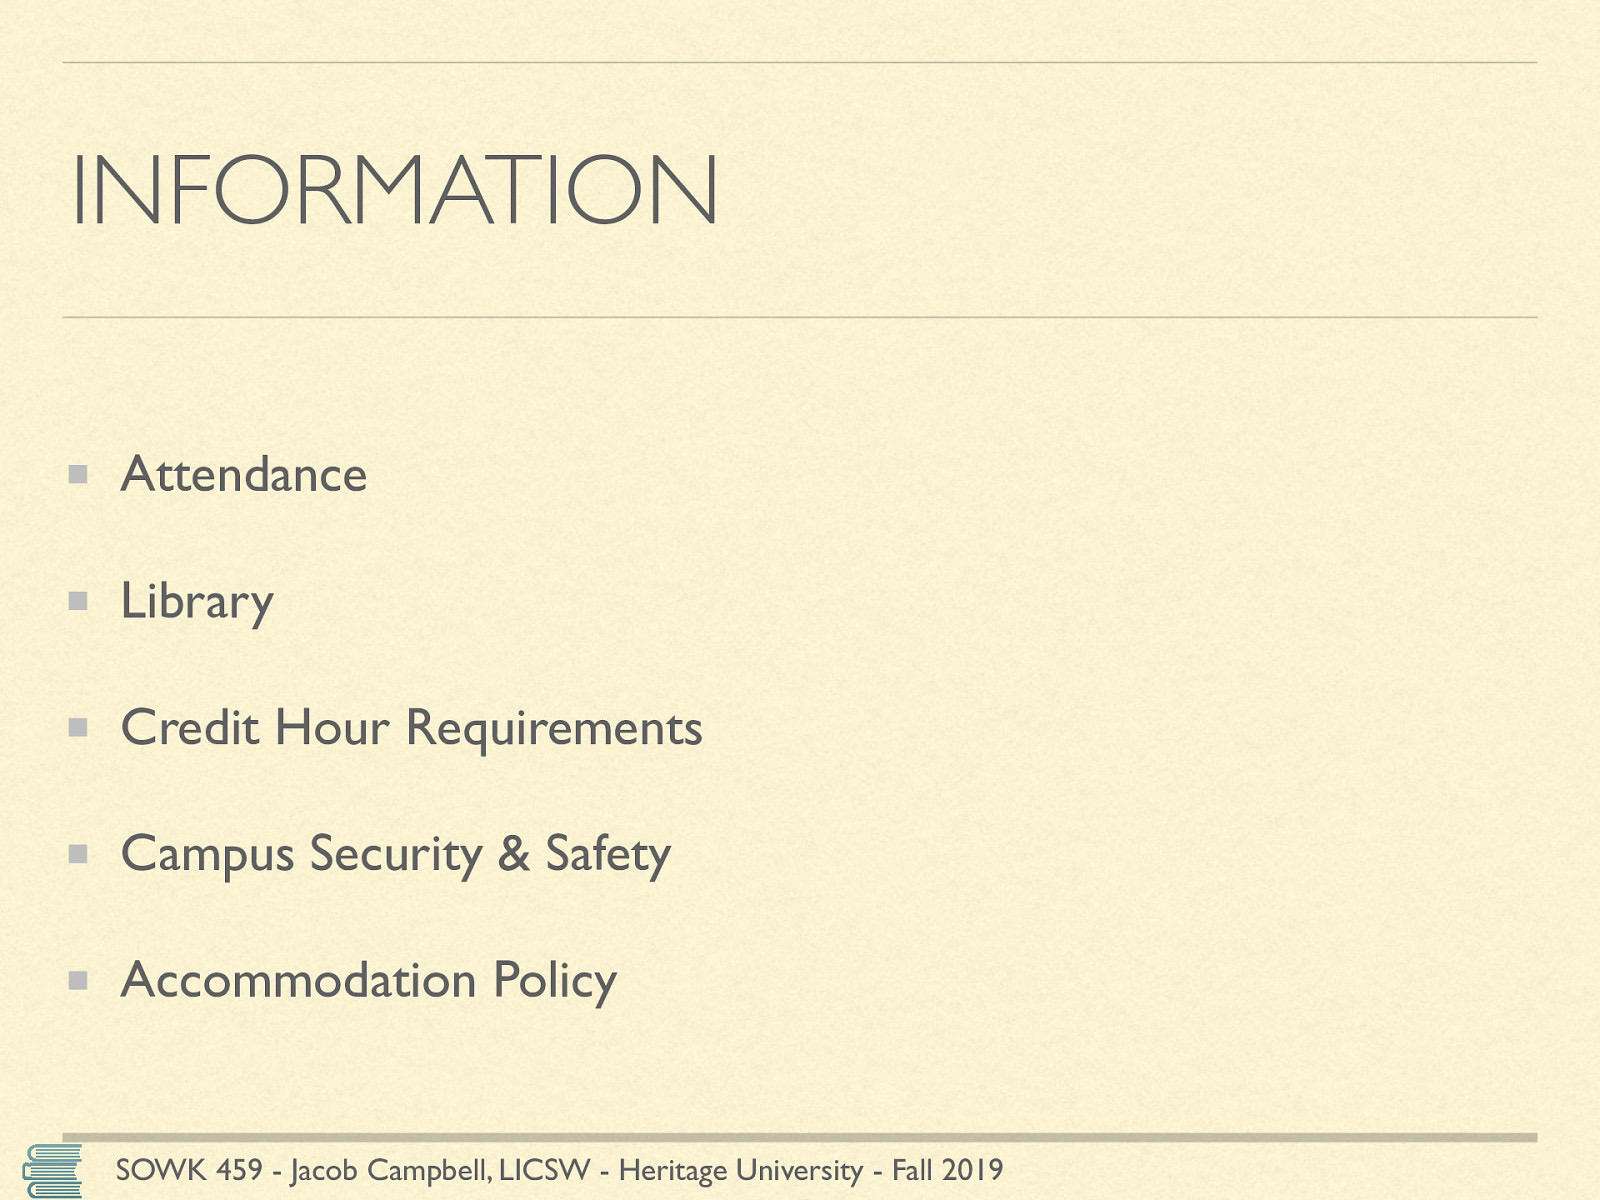 INFORMATION
Attendance
Library
Credit Hour Requirements
Campus Security & Safety
Accommodation Policy
SOWK 459 - Jacob Campbell, LICSW - Heritage University - Fall 2019